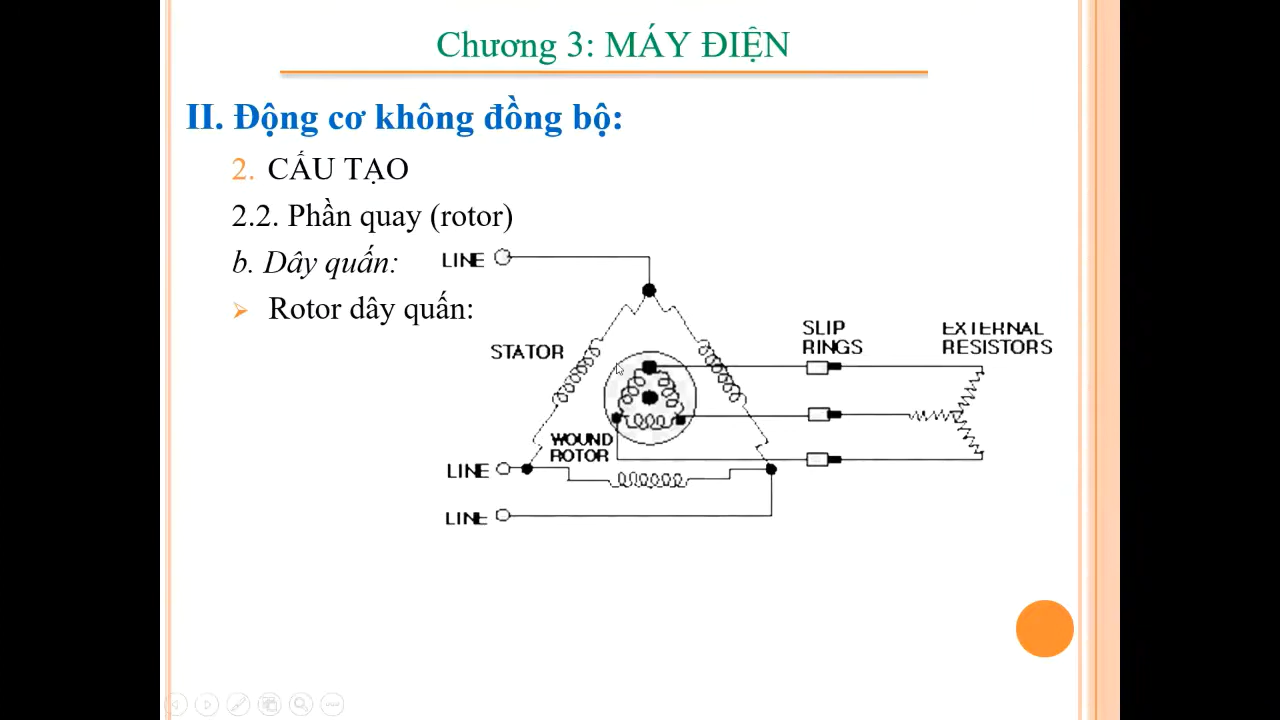 Chương 3: MÁY ĐIỆN
II. Động cơ không đồng bộ:
2. CẤU TẠO
2.2. Phần quay (rotor)
b. Dây quấn:
LINE
Rotor dây quấn:
SLIP
RINGS
EXTERNAL
RESISTORS
STATOR
WOUND
ROTOR
LINE
LINE